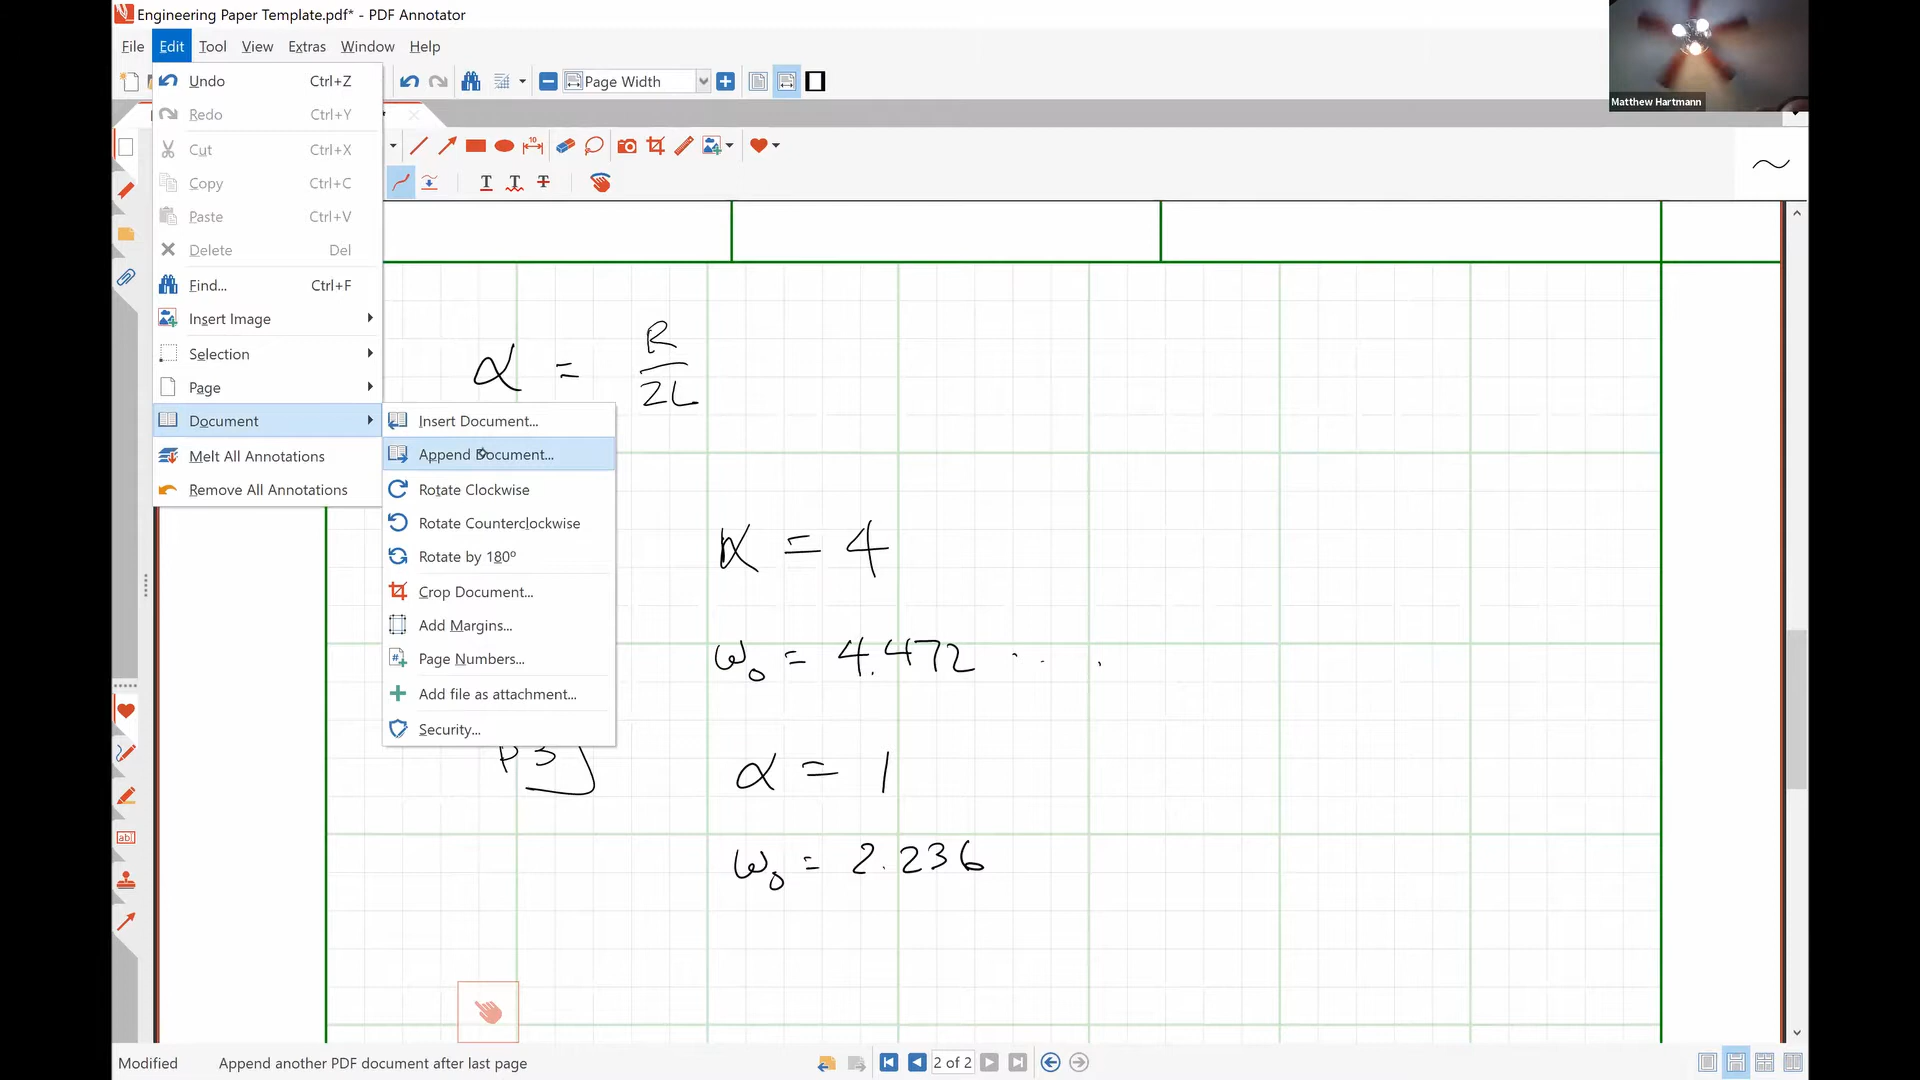 Engineering Paper Template.pdf* - PDF Annotator
File Edit Tool View Extras Window Help
Page Width
Matthew Hartmann
Undo Ctrl+Z
Redo Ctrl+Y
Cut Ctrl+X
Copy Ctrl+C
Paste Ctrl+V
Delete Del
Find... Ctrl+F
Insert Image
Selection
Page
Document
Melt All Annotations
Remove All Annotations
Insert Document...
Append Document...
Rotate Clockwise
Rotate Counterclockwise
Rotate by 180º
Crop Document...
Add Margins...
Page Numbers...
Add file as attachment...
Security...
α = R/2L
α = 4
ω₀ = 4.472 ...
P3
α = 1
ω₀ = 2.236
Modified Append another PDF document after last page 2 of 2